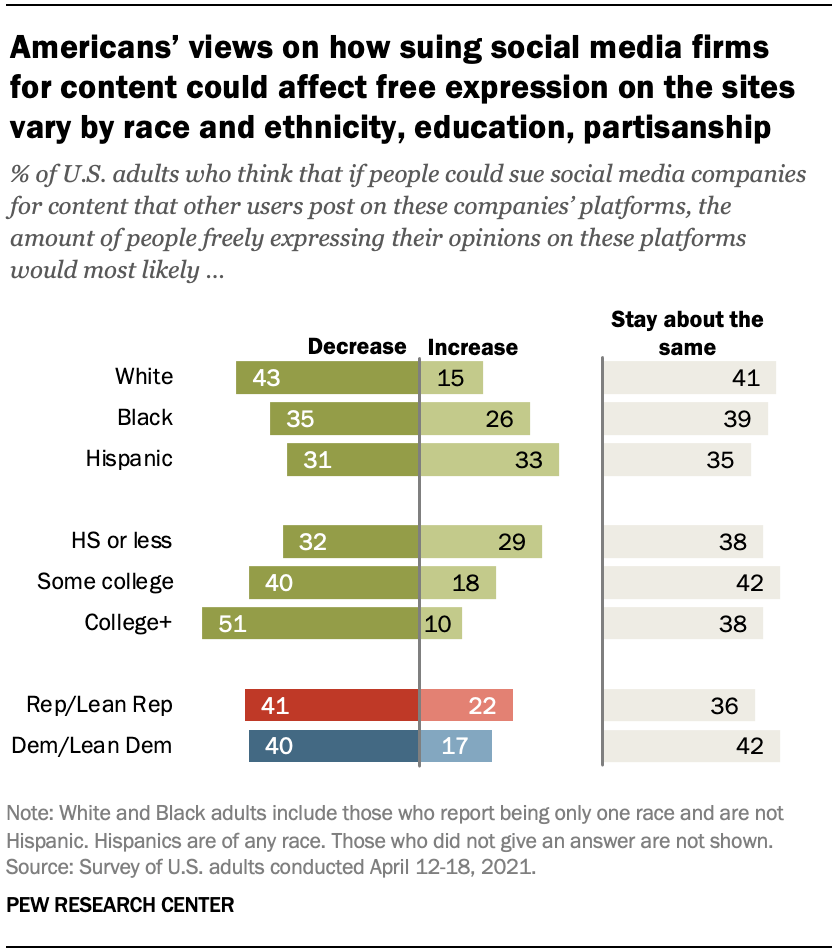 Americans’ views on how suing social media firms
for content could affect free expression on the sites
vary by race and ethnicity, education, partisanship
% of U.S. adults who think that if people could sue social media companies
for content that other users post on these companies’ platforms, the
amount of people freely expressing their opinions on these platforms
would most likely ...
Decrease Increase Stay about the
same
White 43 15 41
Black 35 26 39
Hispanic 31 33 35
HS or less 32 29 38
Some college 40 18 42
College+ 51 10 38
Rep/Lean Rep 41 22 36
Dem/Lean Dem 40 17 42
Note: White and Black adults include those who report being only one race and are not
Hispanic. Hispanics are of any race. Those who did not give an answer are not shown.
Source: Survey of U.S. adults conducted April 12-18, 2021.
PEW RESEARCH CENTER